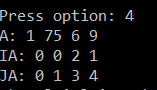 Press option: 4
A: 1 75 6 9
IA: 0 0 2 1
JA: 0 1 3 4